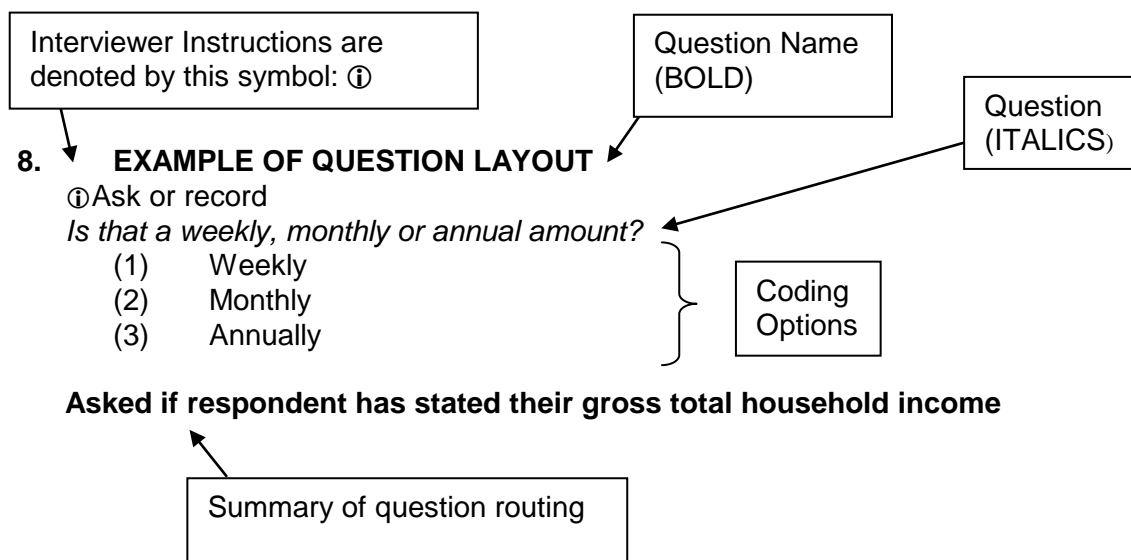 Interviewer Instructions are
denoted by this symbol: ⓘ
Question Name
(BOLD)
Question
(ITALICS)
8. EXAMPLE OF QUESTION LAYOUT
ⓘAsk or record
Is that a weekly, monthly or annual amount?
(1) Weekly
(2) Monthly
(3) Annually
Coding
Options
Asked if respondent has stated their gross total household income
Summary of question routing